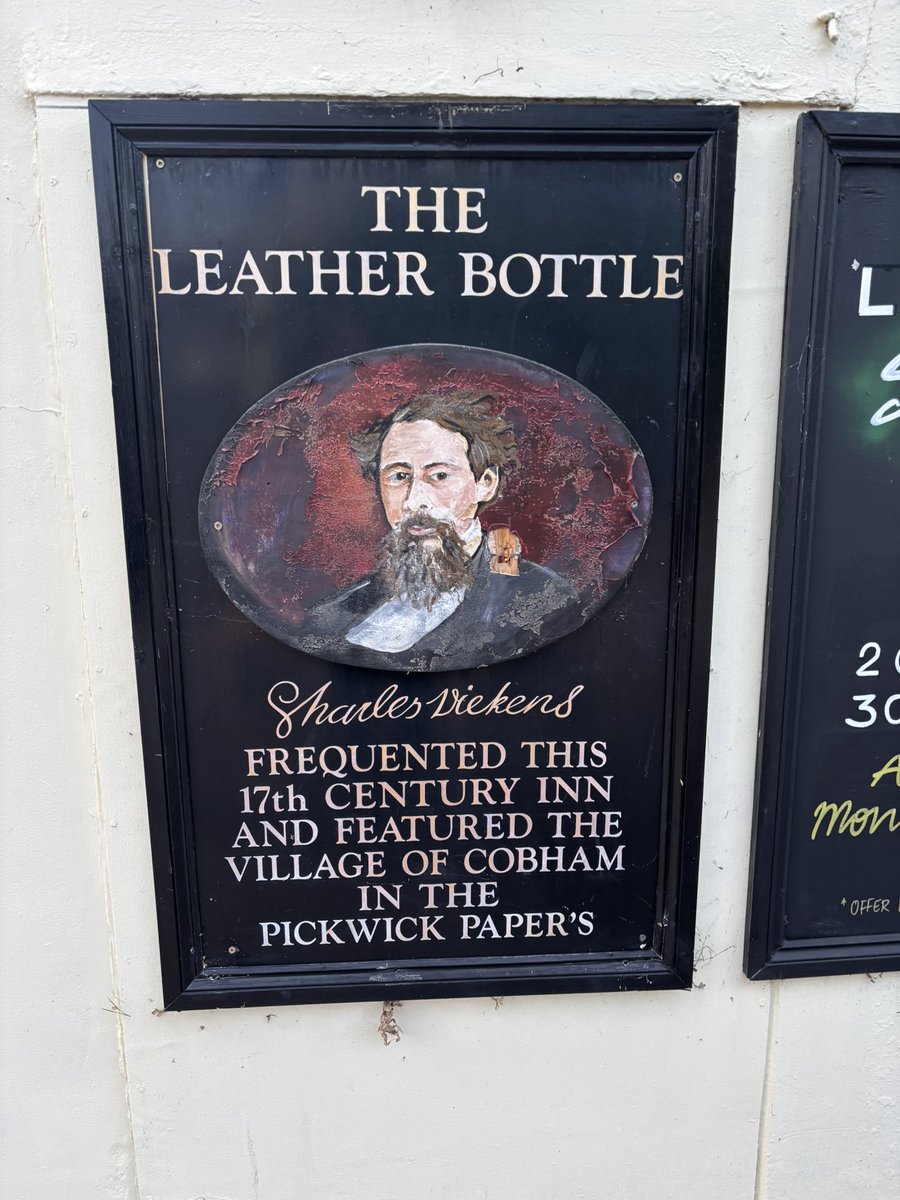 THE
LEATHER BOTTLE
Charles Dickens
FREQUENTED THIS
17th CENTURY INN
AND FEATURED THE
VILLAGE OF COBHAM
IN THE
PICKWICK PAPER'S
*OFFER